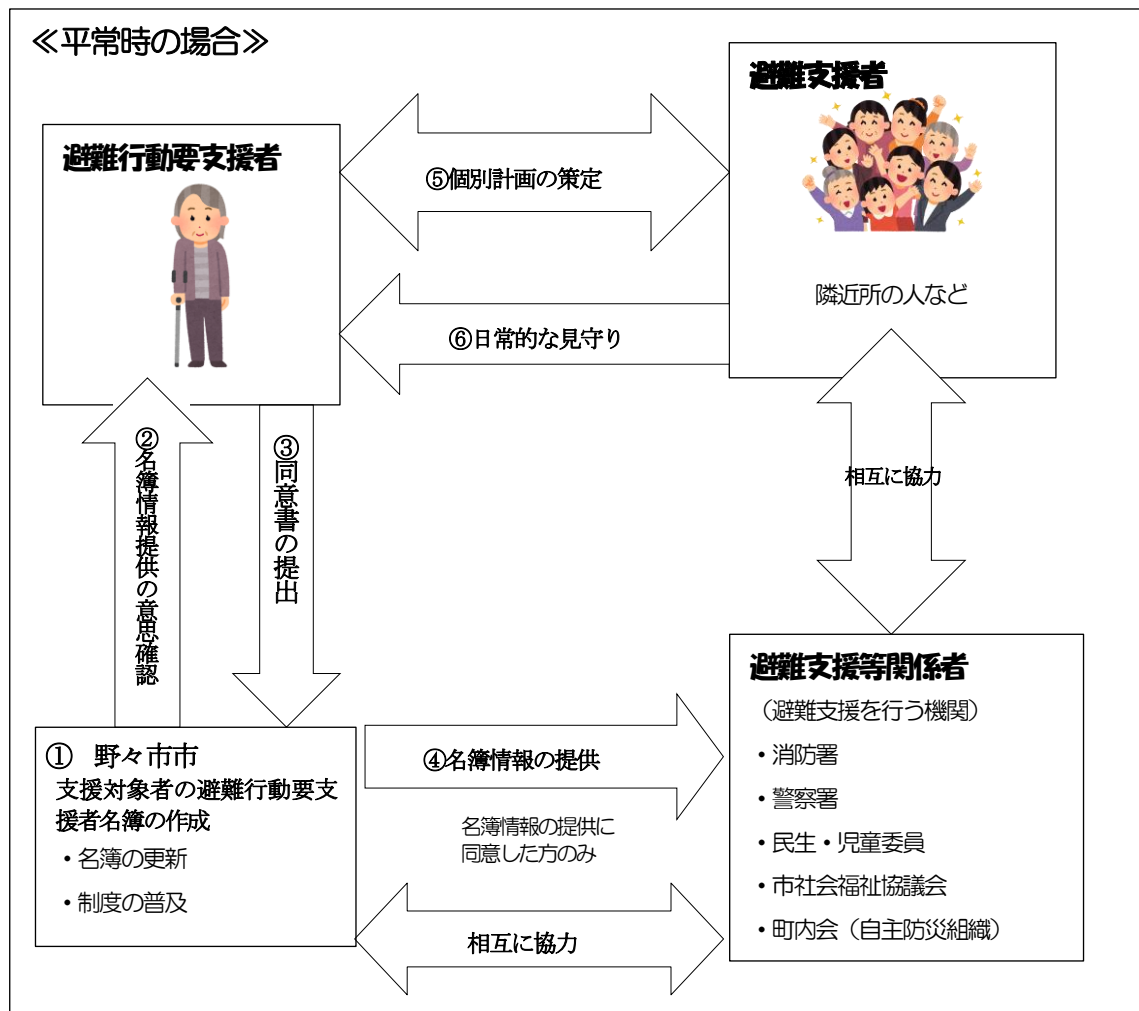 ≪平常時の場合≫
避難支援者
避難行動要支援者
⑤個別計画の策定
隣近所の人など
⑥日常的な見守り
②名簿情報提供の意思確認
③同意書の提出
相互に協力
① 野々市市
支援対象者の避難行動要支
援者名簿の作成
・名簿の更新
・制度の普及
④名簿情報の提供
名簿情報の提供に
同意した方のみ
相互に協力
避難支援等関係者
（避難支援を行う機関）
・消防署
・警察署
・民生・児童委員
・市社会福祉協議会
・町内会（自主防災組織）